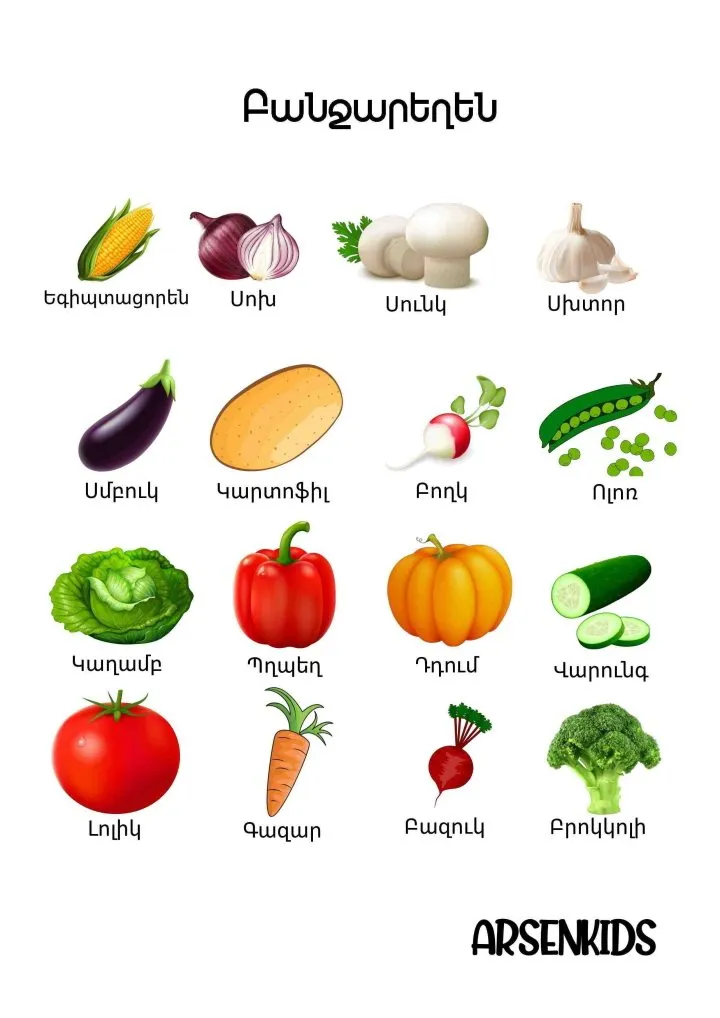 Բանջարեղեն
Եգիպտացորեն Սոխ Սունկ Սխտոր
Սմբուկ Կարտոֆիլ Բողկ Ոլոռ
Կաղամբ Պղպեղ Դդում Վարունգ
Լոլիկ Գազար Բազուկ Բրոկկոլի
ARSENKIDS